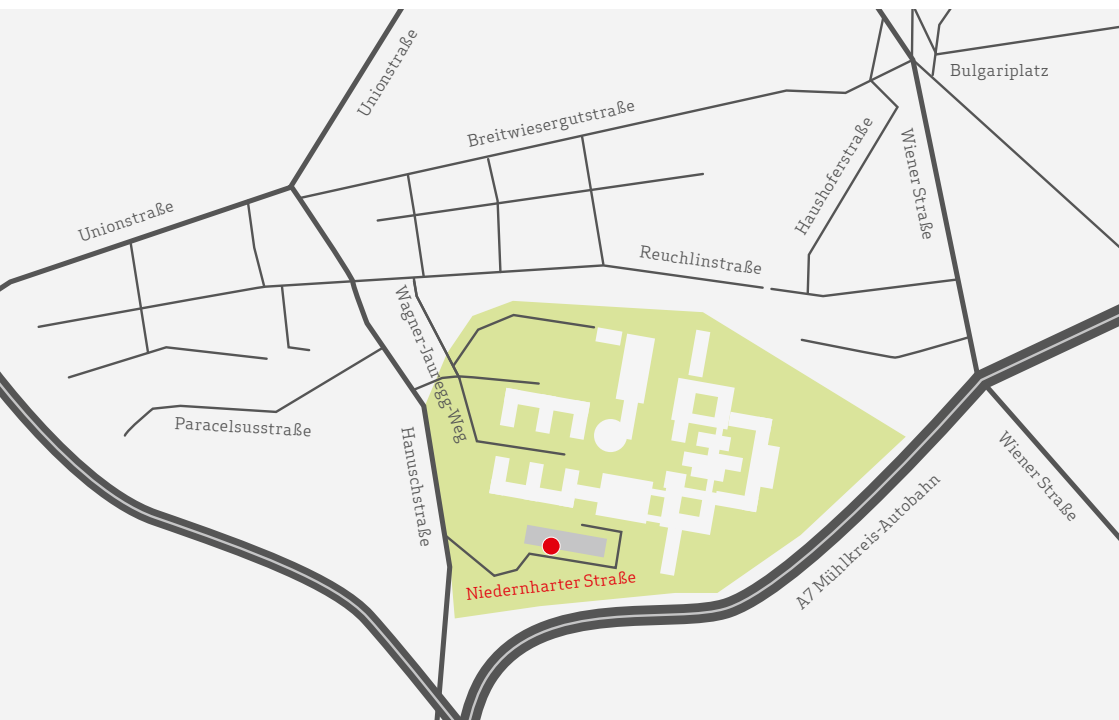 Unionstraße
Bulgariplatz
Breitwiesergutstraße
Haushoferstraße
Wiener Straße
Unionstraße
Reuchlinstraße
Wagner-Jauregg-Weg
Paracelsusstraße
Hanuschstraße
Wiener Straße
A7 Mühlkreis-Autobahn
Niedernharter Straße